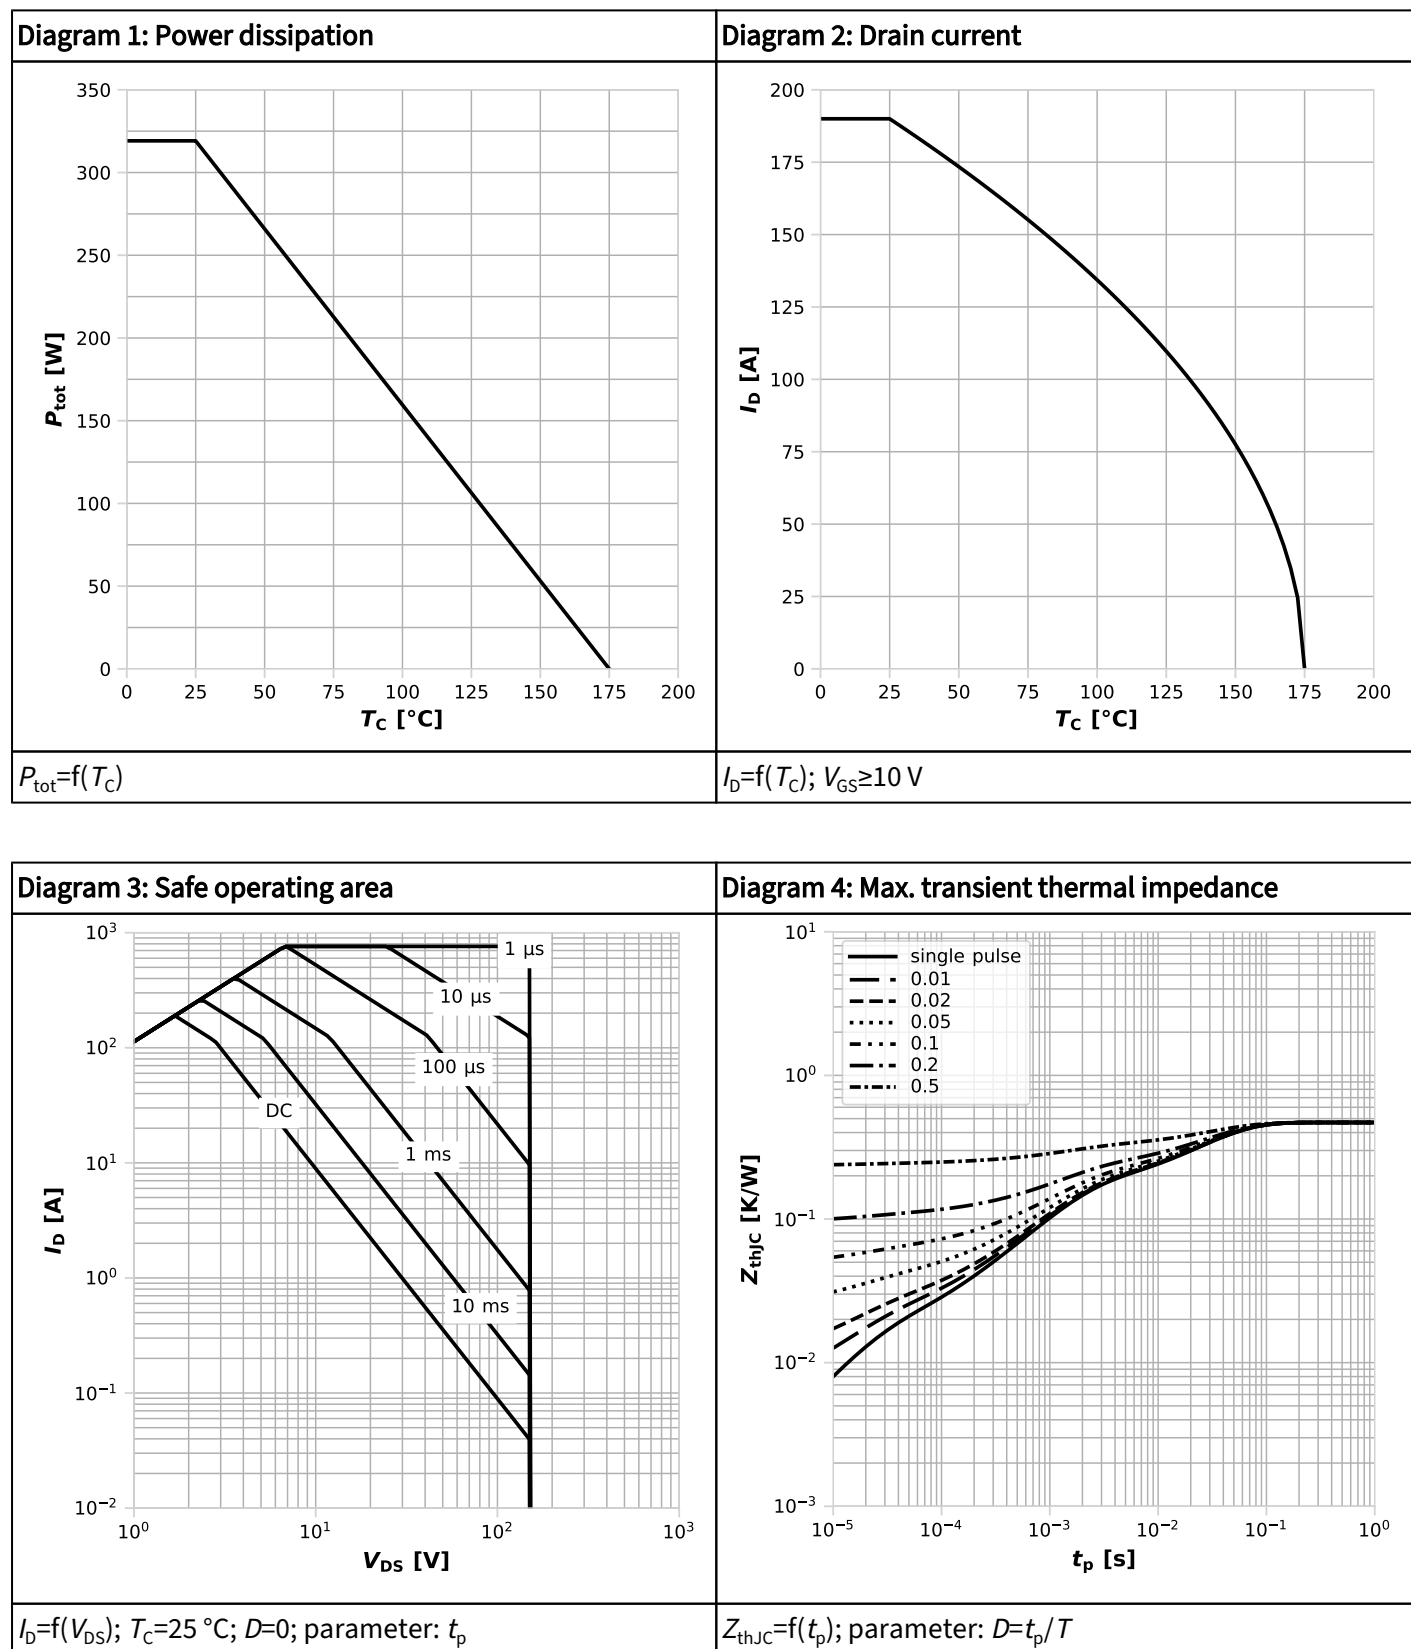 Diagram 1: Power dissipation
Diagram 2: Drain current
350
300
250
200
150
100
50
0
0 25 50 75 100 125 150 175 200
Ptot [W]
TC [°C]
200
175
150
125
100
75
50
25
0
0 25 50 75 100 125 150 175 200
ID [A]
TC [°C]
Ptot=f(TC)
ID=f(TC); VGS≥10 V
Diagram 3: Safe operating area
Diagram 4: Max. transient thermal impedance
10³
10²
10¹
10⁰
10⁻¹
10⁻²
1 µs
10 µs
100 µs
DC
1 ms
10 ms
10⁰ 10¹ 10² 10³
ID [A]
VDS [V]
10¹
10⁰
10⁻¹
10⁻²
10⁻³
single pulse
0.01
0.02
0.05
0.1
0.2
0.5
10⁻⁵ 10⁻⁴ 10⁻³ 10⁻² 10⁻¹ 10⁰
ZthJC [K/W]
tp [s]
ID=f(VDS); TC=25 °C; D=0; parameter: tp
ZthJC=f(tp); parameter: D=tp/T